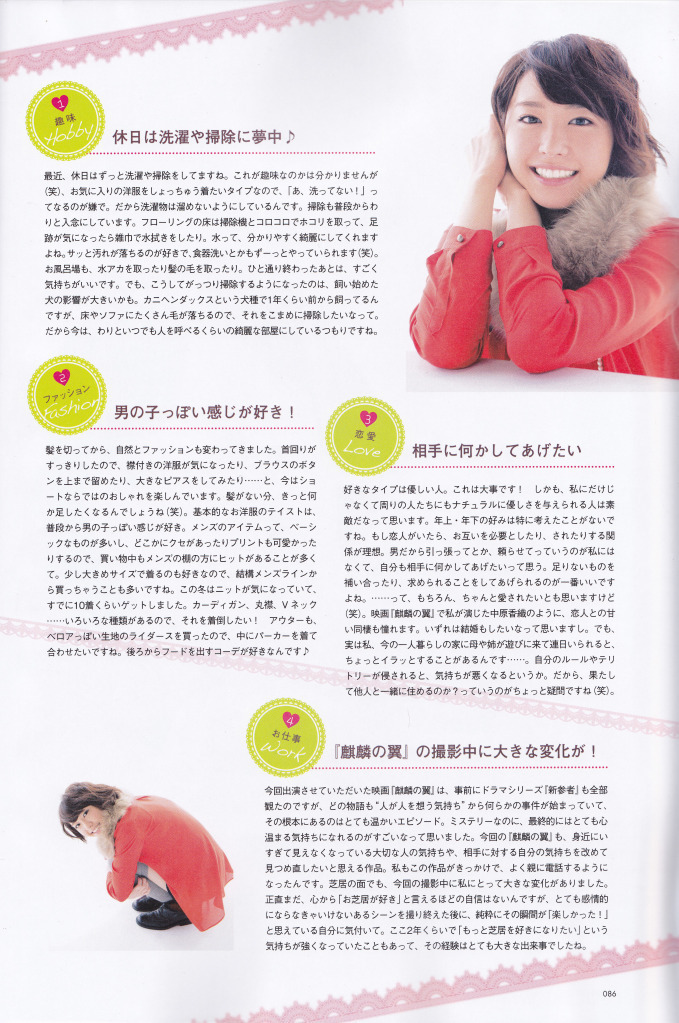 1
趣味
Hobby
休日は洗濯や掃除に夢中♪
最近、休日はずっと洗濯や掃除をしてますね。これが趣味なのかは分かりませんが
(笑)、お気に入りの洋服をしょっちゅう着たいタイプなので、「あ、洗ってない!」っ
てなるのが嫌で。だから洗濯物は溜めないようにしているんです。掃除も普段からわ
りと入念にしています。フローリングの床は掃除機とコロコロでホコリを取って、足
跡が気になったら雑巾で水拭きをしたり。水って、分かりやすく綺麗にしてくれます
よね。サッと汚れが落ちるのが好きで、食器洗いとかもずーっとやっていられます(笑)。
お風呂場も、水アカを取ったり髪の毛を取ったり。ひと通り終わったあとは、すごく
気持ちがいいです。でも、こうしてがっつり掃除するようになったのは、飼い始めた
犬の影響が大きいかも。カニヘンダックスという犬種で1年くらい前から飼ってるん
ですが、床やソファにたくさん毛が落ちるので、それをこまめに掃除したいなって。
だから今は、わりといつでも人を呼べるくらいの綺麗な部屋にしているつもりですね。
2
ファッション
Fashion
男の子っぽい感じが好き!
髪を切ってから、自然とファッションも変わってきました。首回りが
すっきりしたので、襟付きの洋服が気になったり、ブラウスのボタ
ンを上まで留めたり、大きなピアスをしてみたり……と、今はショ
ートならではのおしゃれを楽しんでいます。髪がない分、きっと何
か足したくなるんでしょうね(笑)。基本的なお洋服のテイストは、
普段から男の子っぽい感じが好き。メンズのアイテムって、ベーシ
ックなものが多いし、どこかにクセがあったりプリントも可愛かった
りするので、買い物中もメンズの棚の方にヒットがあることが多く
て。少し大きめサイズで着るのも好きなので、結構メンズラインか
ら買っちゃうことも多いですね。この冬はニットが気になっていて、
すでに10着くらいゲットしました。カーディガン、丸襟、Vネック
……いろいろな種類があるので、それを着倒したい! アウターも、
ベロアっぽい生地のライダースを買ったので、中にパーカーを着て
合わせたいですね。後ろからフードを出すコーデが好きなんです♪
3
恋愛
Love
相手に何かしてあげたい
好きなタイプは優しい人。これは大事です! しかも、私にだけじ
ゃなくて周りの人たちにもナチュラルに優しさを与えられる人は素
敵だなって思います。年上・年下の好みは特に考えたことがないで
すね。もし恋人がいたら、お互いを必要としたり、されたりする関
係が理想。男だから引っ張ってとか、頼らせてっていうのが私には
なくて、自分も相手に何かしてあげたいって思う。足りないものを
補い合ったり、求められることをしてあげられるのが一番いいです
よね。……って、もちろん、ちゃんと愛されたいとも思いますけど
(笑)。映画『麒麟の翼』で私が演じた中原香織のように、恋人との甘
い同棲も憧れます。いずれは結婚もしたいなって思いますし。でも、
実は私、今の一人暮らしの家に母や姉が遊びに来て連日いられると、
ちょっとイラッとすることがあるんです……。自分のルールやテリ
トリーが侵されると、気持ちが悪くなるというか。だから、果たし
て他人と一緒に住めるのか?っていうのがちょっと疑問ですね(笑)。
4
お仕事
Work
『麒麟の翼』の撮影中に大きな変化が!
今回出演させていただいた映画『麒麟の翼』は、事前にドラマシリーズ『新参者』も全部
観たのですが、どの物語も“人が人を想う気持ち”から何らかの事件が始まっていて、
その根本にあるのはとても温かいエピソード。ミステリーなのに、最終的にはとても心
温まる気持ちになれるのがすごいなって思いました。今回の『麒麟の翼』も、身近にい
すぎて見えなくなっている大切な人の気持ちや、相手に対する自分の気持ちを改めて
見つめ直したいと思える作品。私もこの作品がきっかけで、よく親に電話するように
なったんです。芝居の面でも、今回の撮影中に私にとって大きな変化がありました。
正直まだ、心から「お芝居が好き」と言えるほどの自信はないんですが、とても感情的
にならなきゃいけないあるシーンを撮り終えた後に、純粋にその瞬間が「楽しかった!」
と思えている自分に気付いて。ここ2年くらいで「もっと芝居を好きになりたい」という
気持ちが強くなっていたこともあって、その経験はとても大きな出来事でしたね。
086